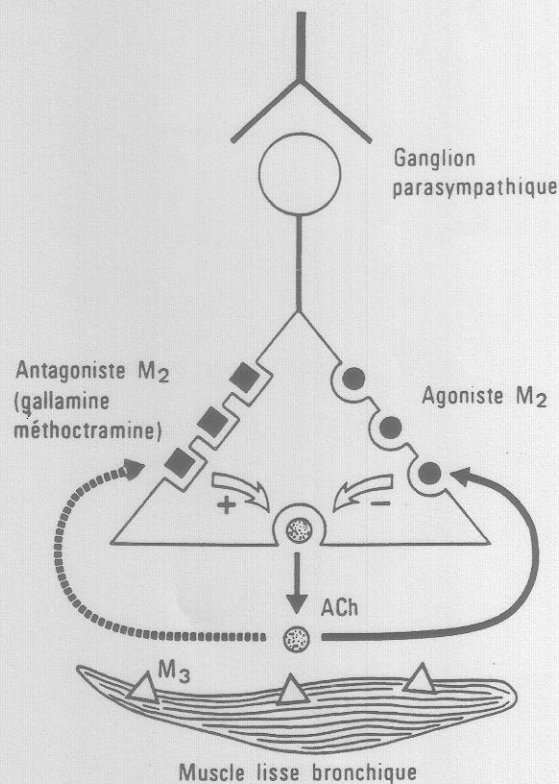 Ganglion
parasympathique
Antagoniste M2
(gallamine
méthoctramine)
Agoniste M2
+
−
ACh
M3
Muscle lisse bronchique